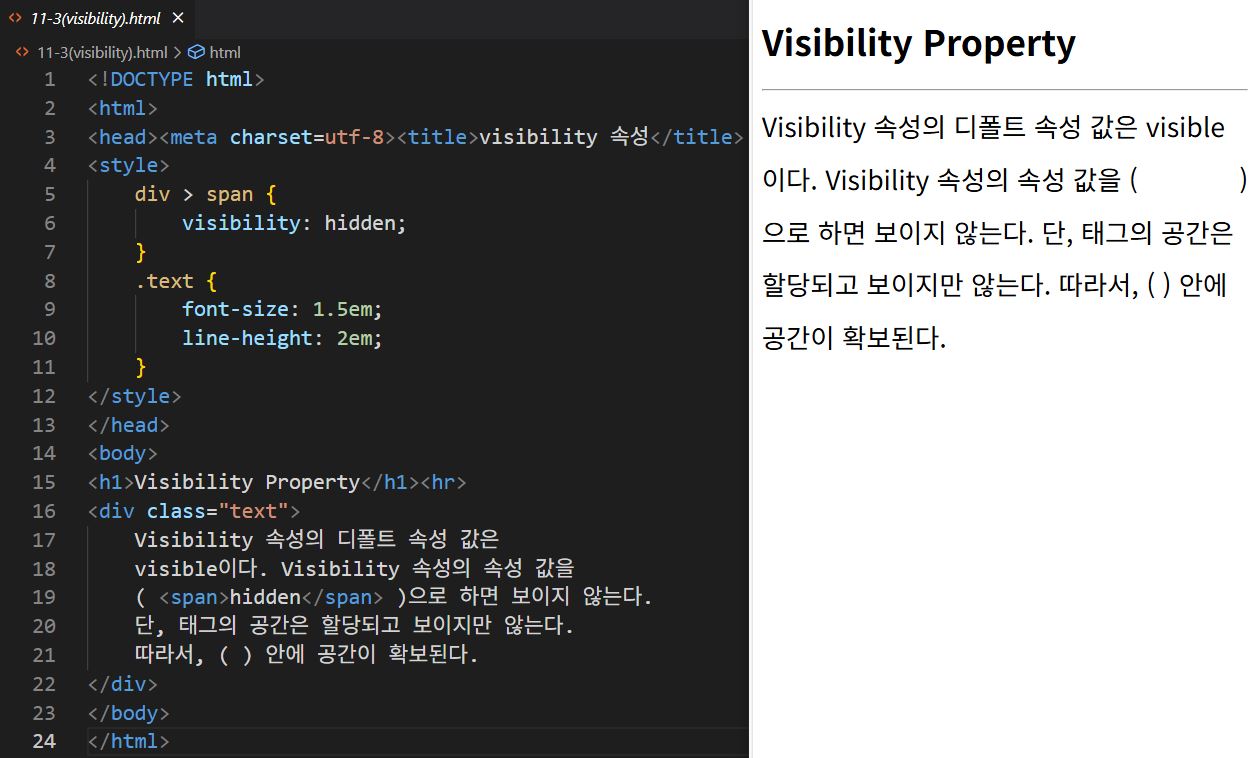 11-3(visibility).html ×
11-3(visibility).html > html
1 <!DOCTYPE html>
2 <html>
3 <head><meta charset=utf-8><title>visibility 속성</title>
4 <style>
5 div > span {
6 visibility: hidden;
7 }
8 .text {
9 font-size: 1.5em;
10 line-height: 2em;
11 }
12 </style>
13 </head>
14 <body>
15 <h1>Visibility Property</h1><hr>
16 <div class="text">
17 Visibility 속성의 디폴트 속성 값은
18 visible이다. Visibility 속성의 속성 값을
19 ( <span>hidden</span> )으로 하면 보이지 않는다.
20 단, 태그의 공간은 할당되고 보이지만 않는다.
21 따라서, ( ) 안에 공간이 확보된다.
22 </div>
23 </body>
24 </html>
Visibility Property
Visibility 속성의 디폴트 속성 값은 visible
이다. Visibility 속성의 속성 값을 ( )
으로 하면 보이지 않는다. 단, 태그의 공간은
할당되고 보이지만 않는다. 따라서, ( ) 안에
공간이 확보된다.